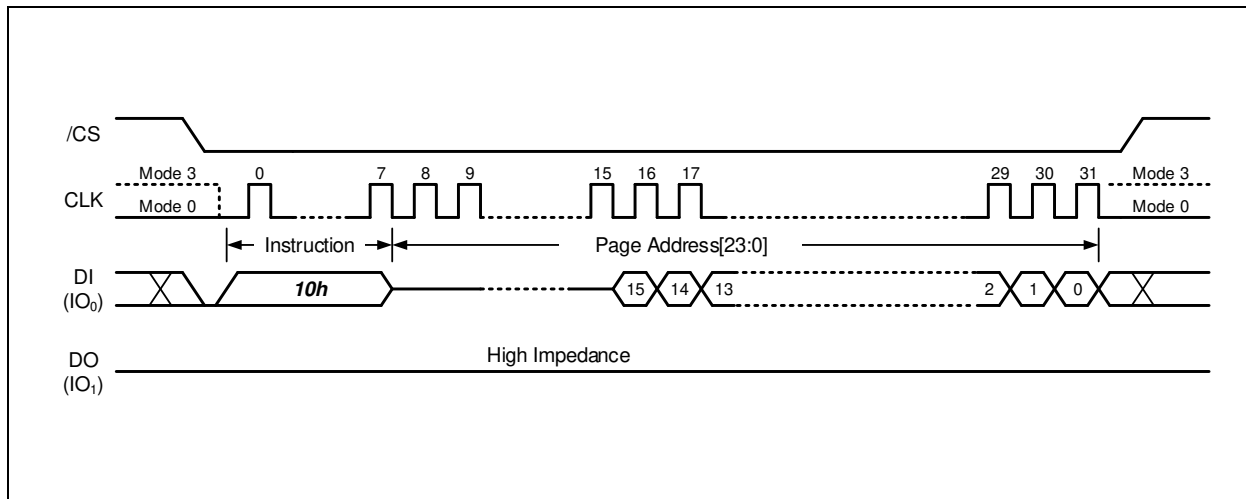 /CS
Mode 3 0 7 8 9 15 16 17 29 30 31 Mode 3
CLK
Mode 0 Mode 0
Instruction Page Address[23:0]
DI
(IO₀)
10h 15 14 13 2 1 0
High Impedance
DO
(IO₁)